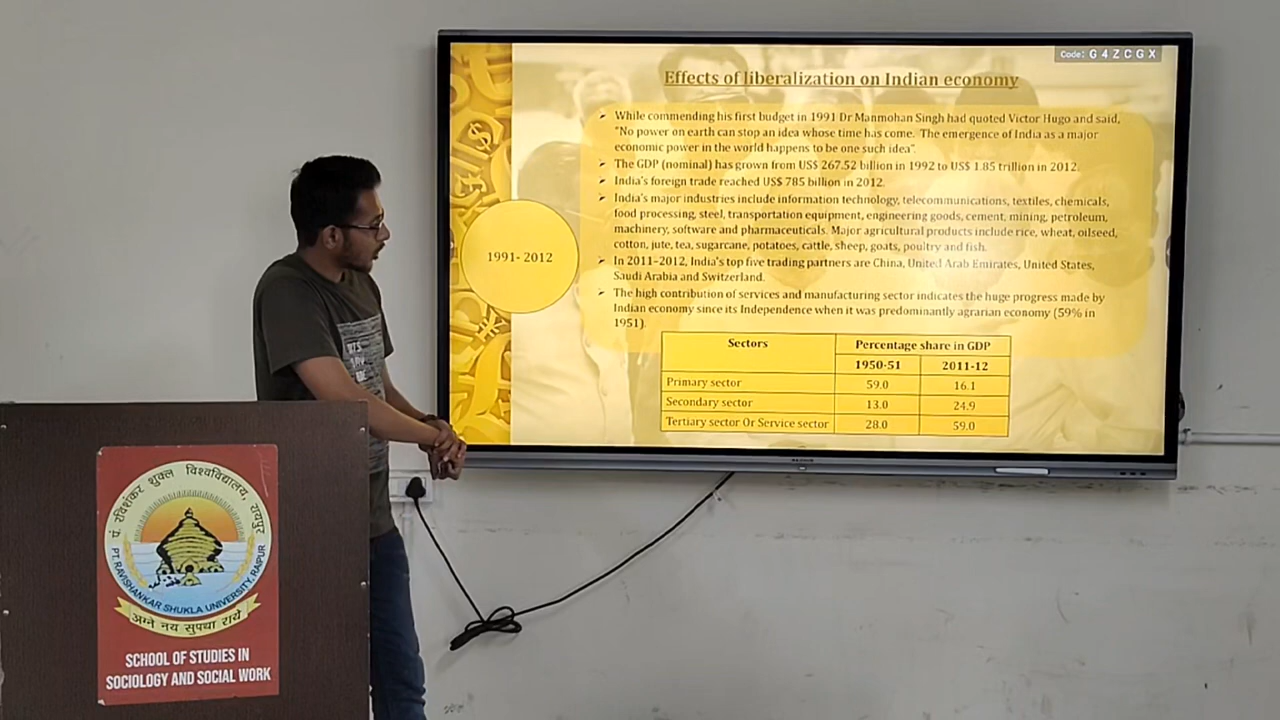 Code: G 4 Z C G X
Effects of liberalization on Indian economy
➢ While commending his first budget in 1991 Dr Manmohan Singh had quoted Victor Hugo and said,
"No power on earth can stop an idea whose time has come. The emergence of India as a major
economic power in the world happens to be one such idea".
➢ The GDP (nominal) has grown from US$ 267.52 billion in 1992 to US$ 1.85 trillion in 2012.
➢ India's foreign trade reached US$ 785 billion in 2012.
➢ India's major industries include information technology, telecommunications, textiles, chemicals,
food processing, steel, transportation equipment, engineering goods, cement, mining, petroleum,
machinery, software and pharmaceuticals. Major agricultural products include rice, wheat, oilseed,
cotton, jute, tea, sugarcane, potatoes, cattle, sheep, goats, poultry and fish.
➢ In 2011-2012, India's top five trading partners are China, United Arab Emirates, United States,
Saudi Arabia and Switzerland.
➢ The high contribution of services and manufacturing sector indicates the huge progress made by
Indian economy since its Independence when it was predominantly agrarian economy (59% in
1951).
1991- 2012
Sectors Percentage share in GDP
1950-51 2011-12
Primary sector 59.0 16.1
Secondary sector 13.0 24.9
Tertiary sector Or Service sector 28.0 59.0
पं. रविशंकर शुक्ल विश्वविद्यालय, रायपुर
PT. RAVISHANKAR SHUKLA UNIVERSITY, RAIPUR
अग्ने नय सुपथा राये
SCHOOL OF STUDIES IN
SOCIOLOGY AND SOCIAL WORK